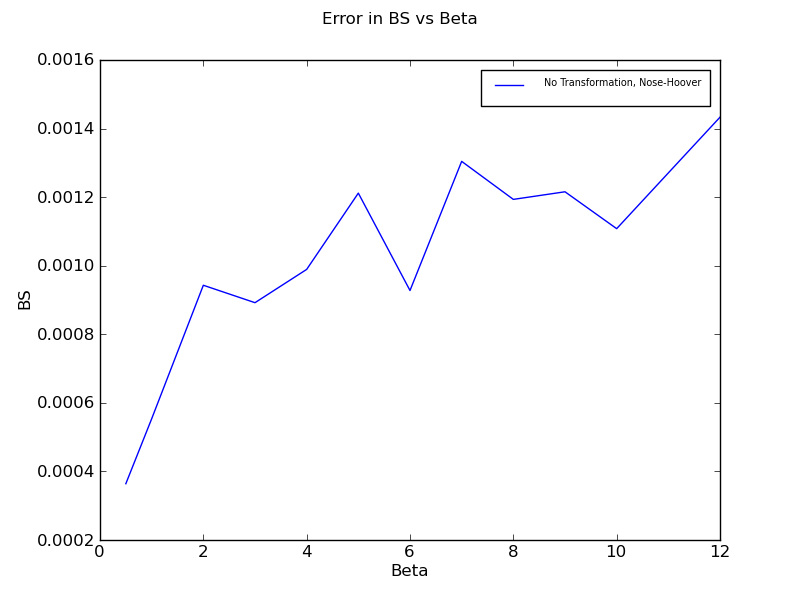 Error in BS vs Beta
0.0016
0.0014
0.0012
0.0010
0.0008
0.0006
0.0004
0.0002
BS
No Transformation, Nose-Hoover
0 2 4 6 8 10 12
Beta